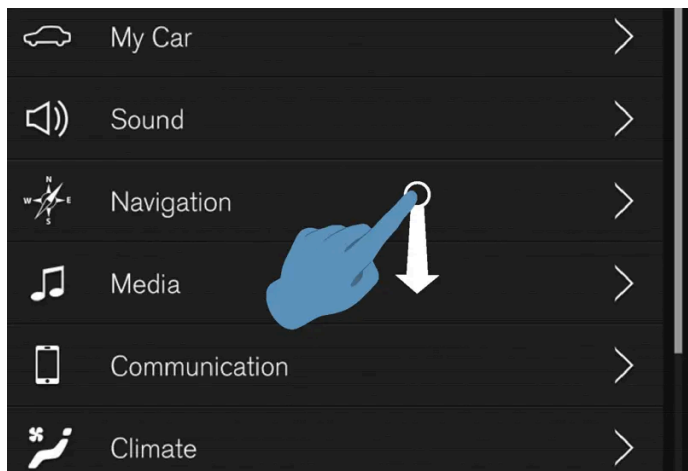 My Car
Sound
N
W E
S
Navigation
Media
Communication
Climate